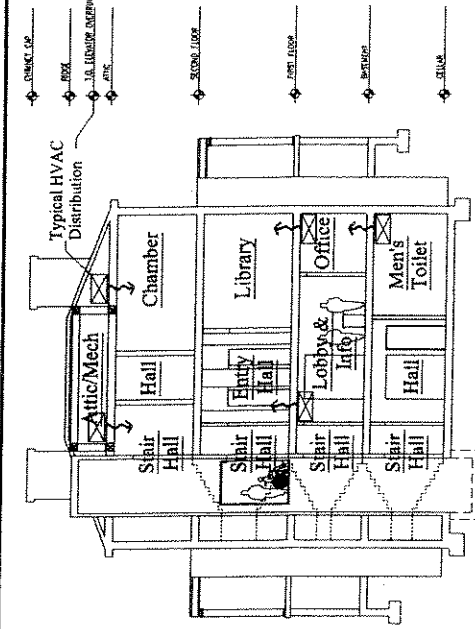 CHIMNEY CAP
RIDGE
T.O. ELEVATOR OVERRUN
ATTIC
SECOND FLOOR
FIRST FLOOR
BASEMENT
CELLAR
Typical HVAC
Distribution
Attic/Mech
Stair
Hall
Hall
Chamber
Stair
Hall
Entry
Hall
Library
Stair
Hall
Lobby &
Info
Office
Stair
Hall
Hall
Men's
Toilet